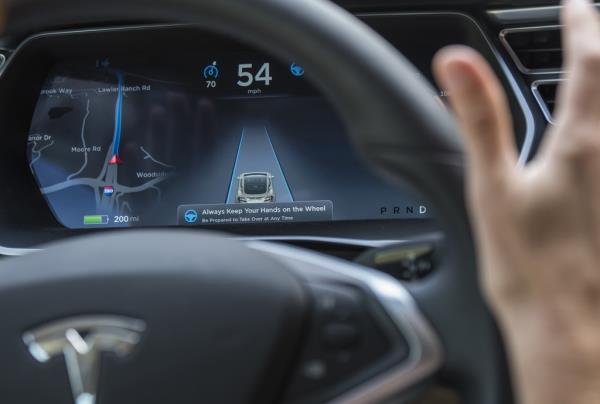 Lawler Ranch Rd
rook Way
54
mph
70
Moore Rd
Woodside
200 mi
Always Keep Your Hands on the Wheel
Be Prepared to Take Over at Any Time
P R N D